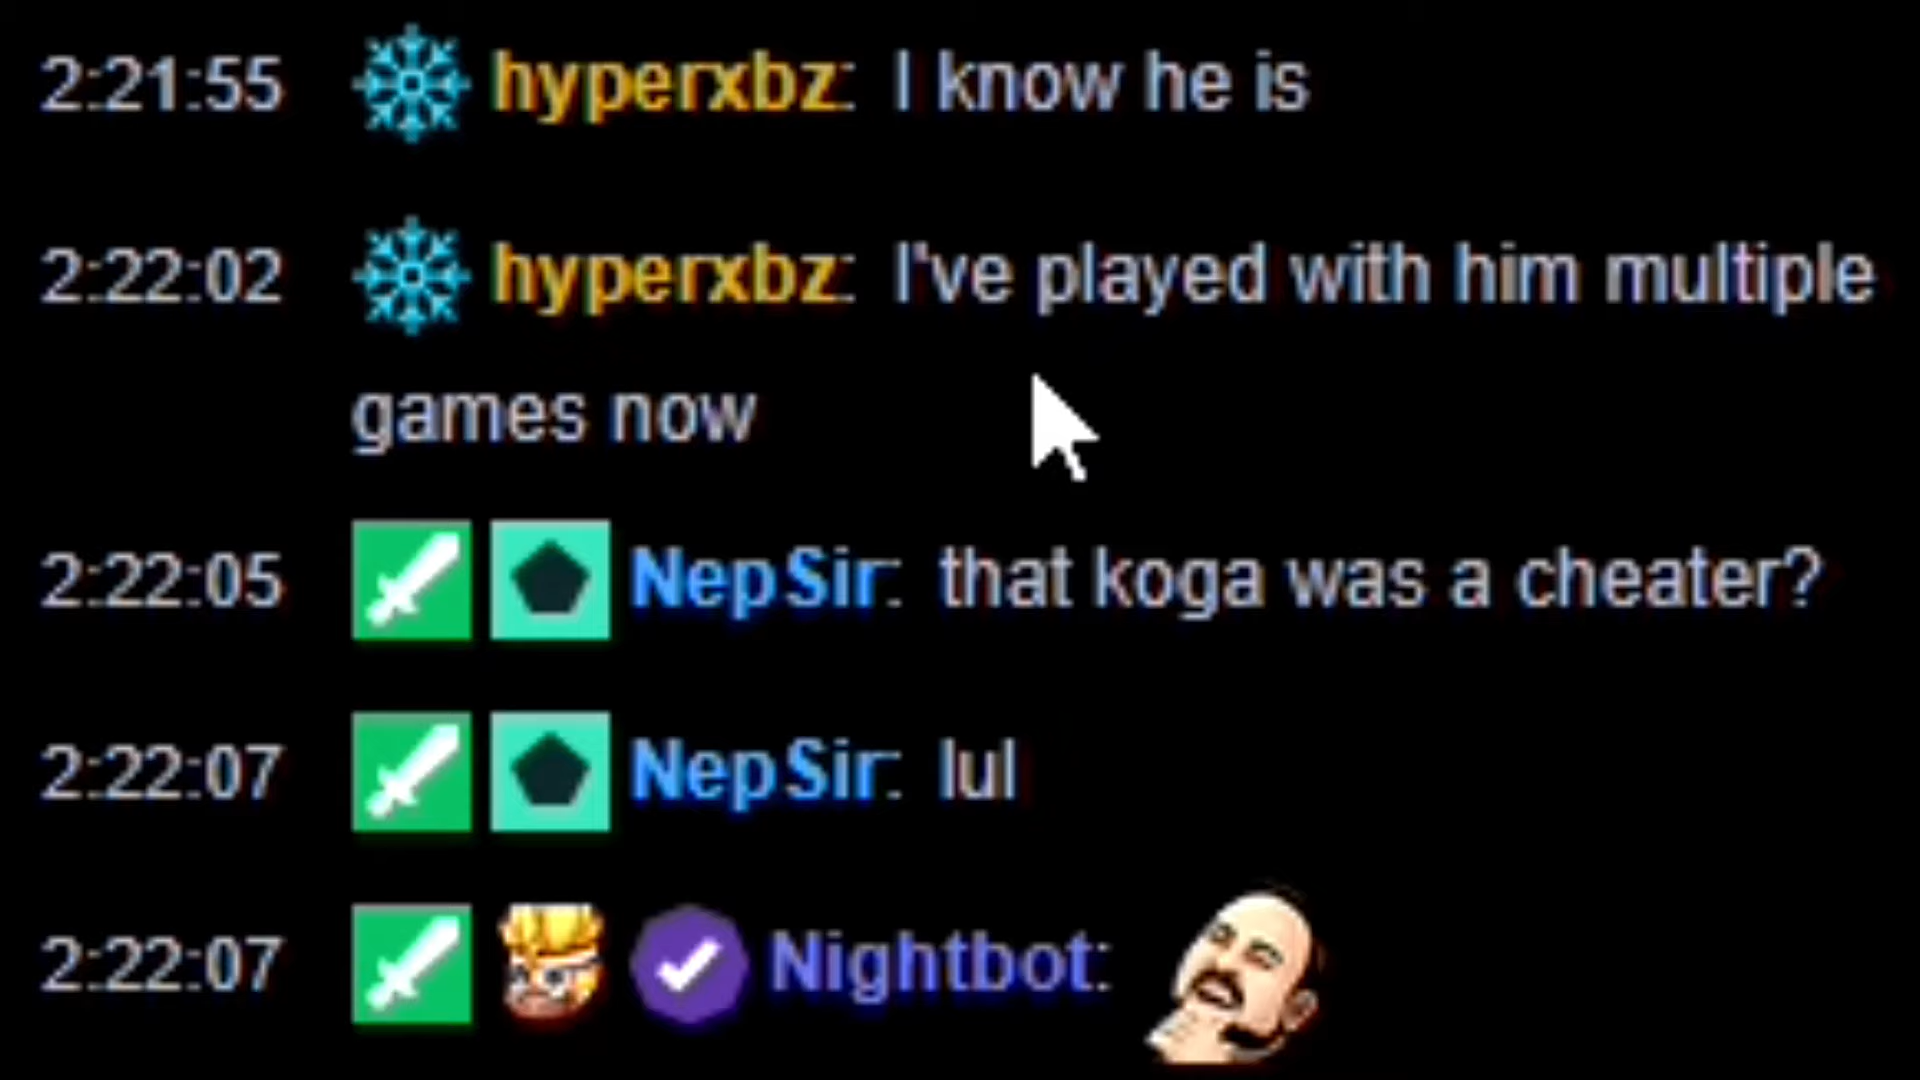 2:21:55 hyperxbz: I know he is
2:22:02 hyperxbz: I've played with him multiple
games now
2:22:05 NepSir: that koga was a cheater?
2:22:07 NepSir: lul
2:22:07 Nightbot: